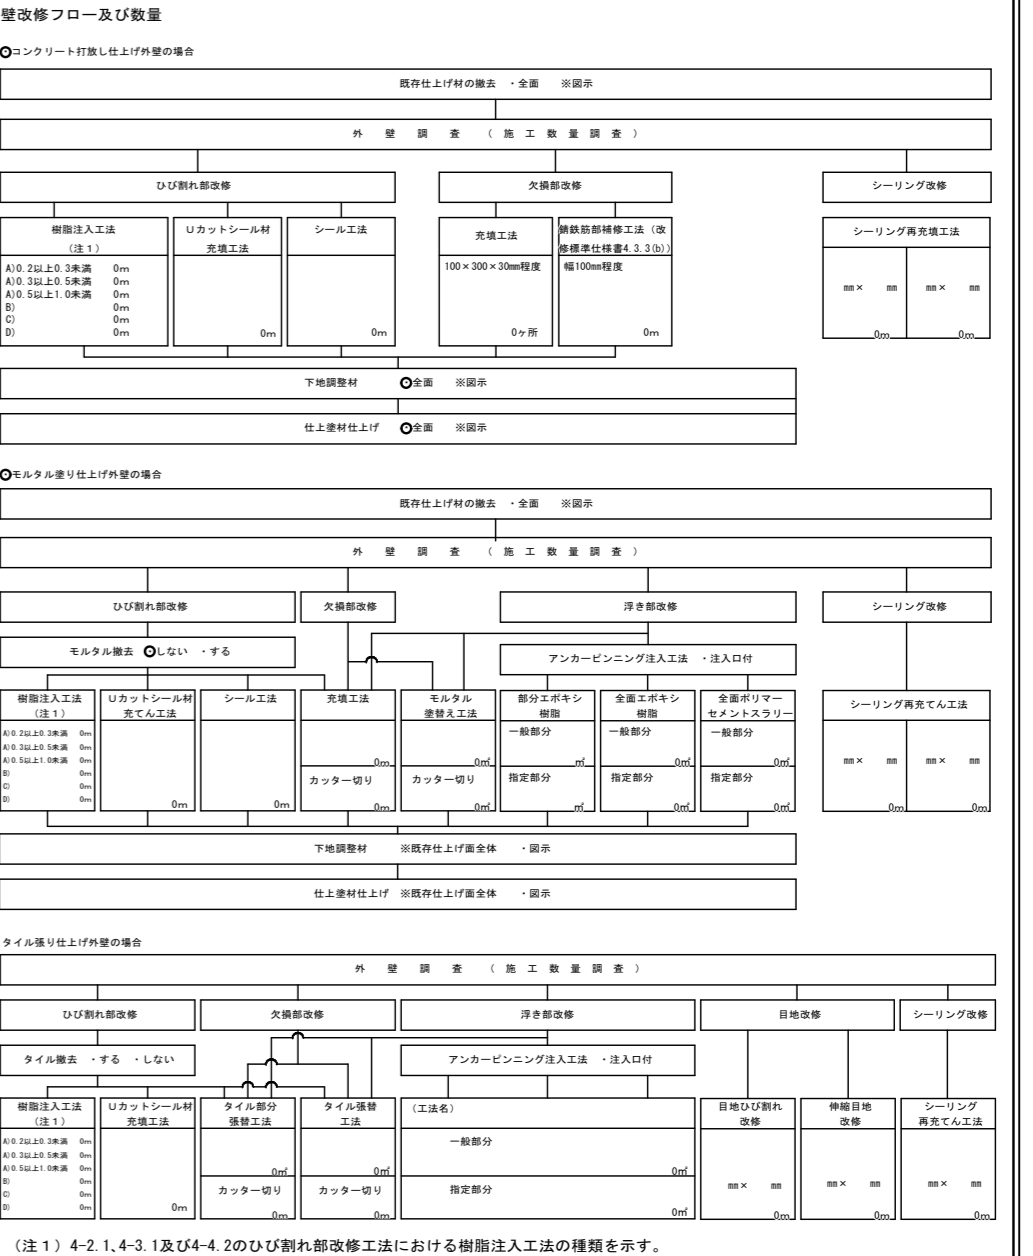 壁改修フロー及び数量
コンクリート打放し仕上げ外壁の場合
既存仕上げ材の撤去 ・全面 ※図示
外 壁 調 査 (施 工 数 量 調 査)
ひび割れ部改修 欠損部改修 シーリング改修
樹脂注入工法
(注1)
A)0.2以上0.3未満 0m
A)0.3以上0.5未満 0m
A)0.5以上1.0未満 0m
B) 0m
C) 0m
D) 0m
Uカットシール材
充填工法
0m
シール工法
0m
充填工法
100×300×30mm程度
0ヶ所
錆鉄筋部補修工法(改
修標準仕様書4.3.3(b))
幅100mm程度
0m
シーリング再充填工法
㎜× ㎜ ㎜× ㎜
0m 0m
下地調整材 ⊙全面 ※図示
仕上塗材仕上げ ⊙全面 ※図示
モルタル塗り仕上げ外壁の場合
既存仕上げ材の撤去 ・全面 ※図示
外 壁 調 査 (施 工 数 量 調 査)
ひび割れ部改修 欠損部改修 浮き部改修 シーリング改修
モルタル撤去 ⊙しない ・する
アンカーピンニング注入工法 ・注入口付
樹脂注入工法
(注1)
A)0.2以上0.3未満 0m
A)0.3以上0.5未満 0m
A)0.5以上1.0未満 0m
B) 0m
C) 0m
D) 0m
Uカットシール材
充てん工法
0m
シール工法
0m
充填工法
0m
カッター切り
0m
モルタル
塗替え工法
0㎡
カッター切り
0㎡
部分エポキシ
樹脂
一般部分
㎡
指定部分
㎡
全面エポキシ
樹脂
一般部分
0㎡
指定部分
0㎡
全面ポリマー
セメントスラリー
一般部分
0㎡
指定部分
0㎡
シーリング再充てん工法
㎜× ㎜ ㎜× ㎜
0m 0m
下地調整材 ※既存仕上げ面全体 ・図示
仕上塗材仕上げ ※既存仕上げ面全体 ・図示
タイル張り仕上げ外壁の場合
外 壁 調 査 (施 工 数 量 調 査)
ひび割れ部改修 欠損部改修 浮き部改修 目地改修 シーリング改修
タイル撤去 ・する ・しない
アンカーピンニング注入工法 ・注入口付
樹脂注入工法
(注1)
A)0.2以上0.3未満 0m
A)0.3以上0.5未満 0m
A)0.5以上1.0未満 0m
B) 0m
C) 0m
D) 0m
Uカットシール材
充填工法
0m
タイル部分
張替工法
0㎡
カッター切り
0m
タイル張替
工法
0㎡
カッター切り
0m
(工法名)
一般部分
0㎡
指定部分
0㎡
目地ひび割れ
改修
㎜× ㎜
0m
伸縮目地
改修
㎜× ㎜
0m
シーリング
再充てん工法
㎜× ㎜
0m
(注1)4-2.1、4-3.1及び4-4.2のひび割れ部改修工法における樹脂注入工法の種類を示す。